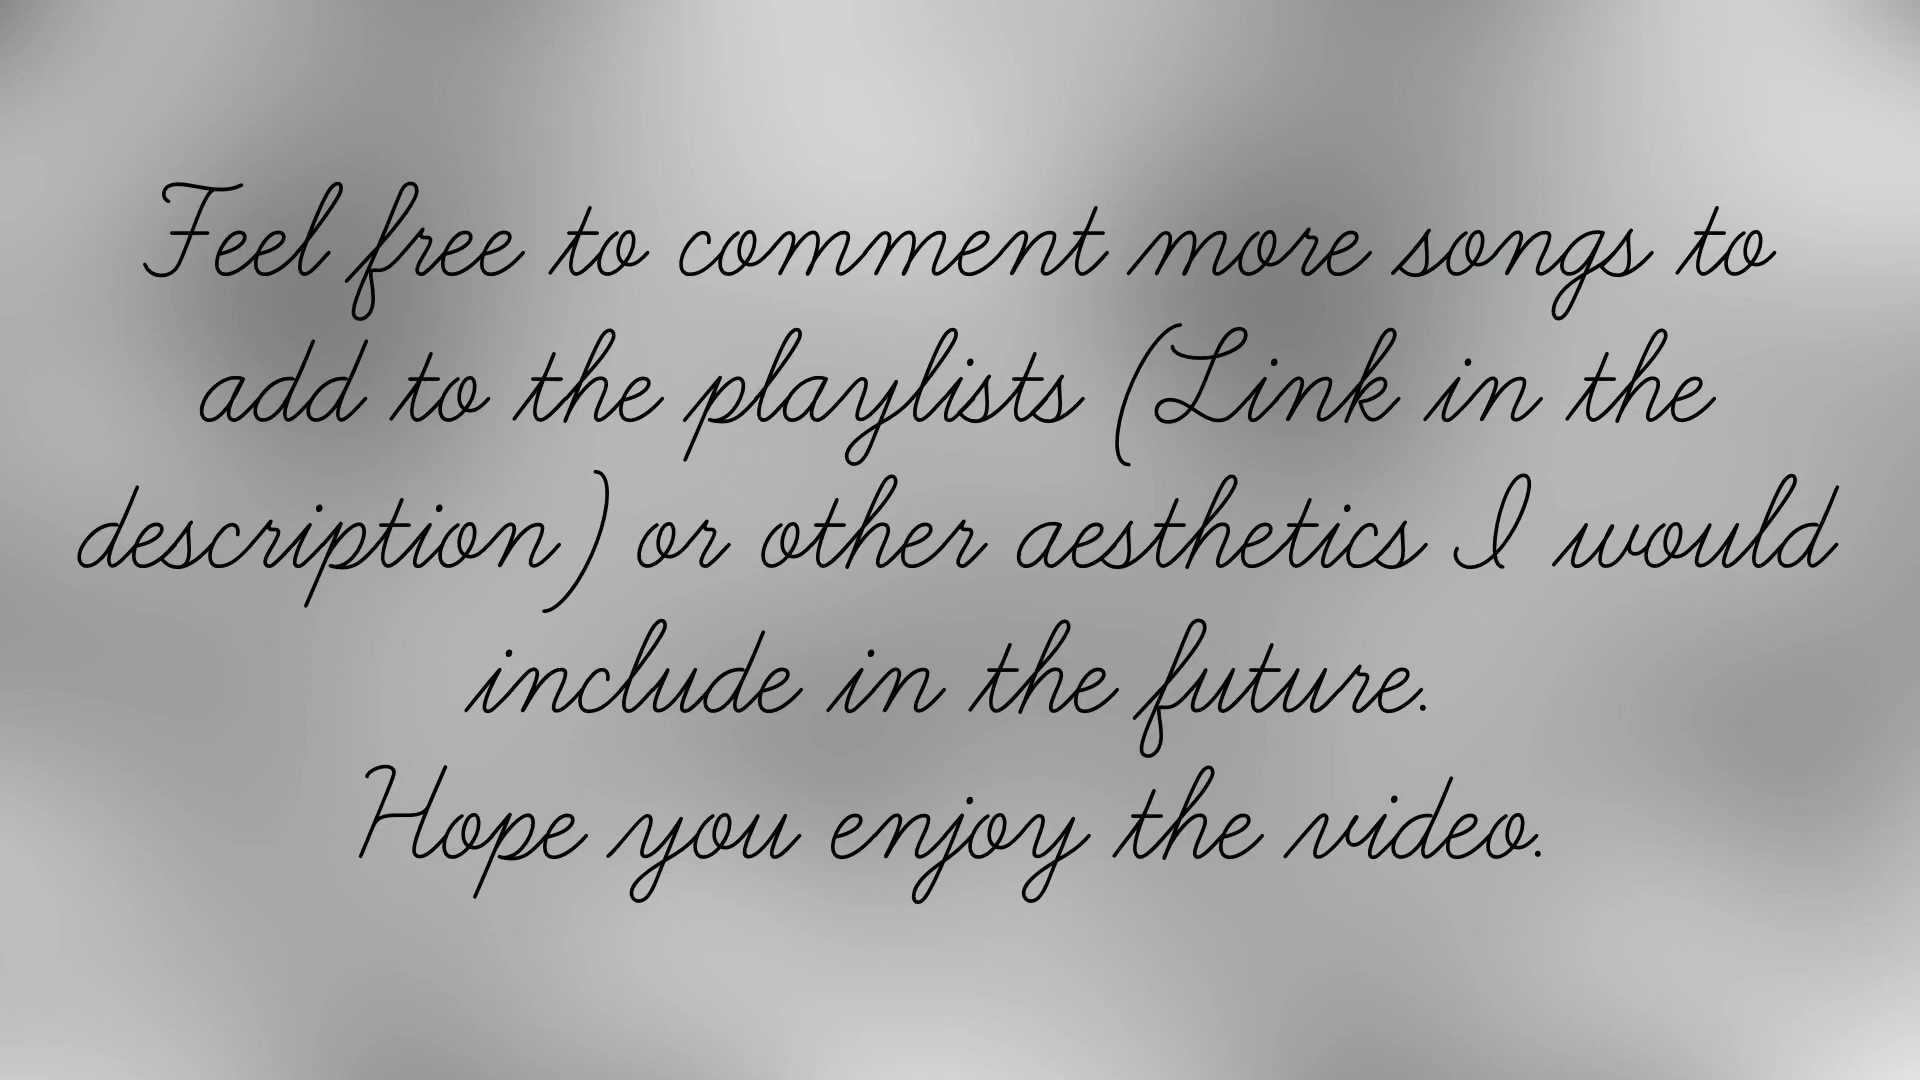 Feel free to comment more songs to
add to the playlists (Link in the
description) or other aesthetics I would
include in the future.
Hope you enjoy the video.